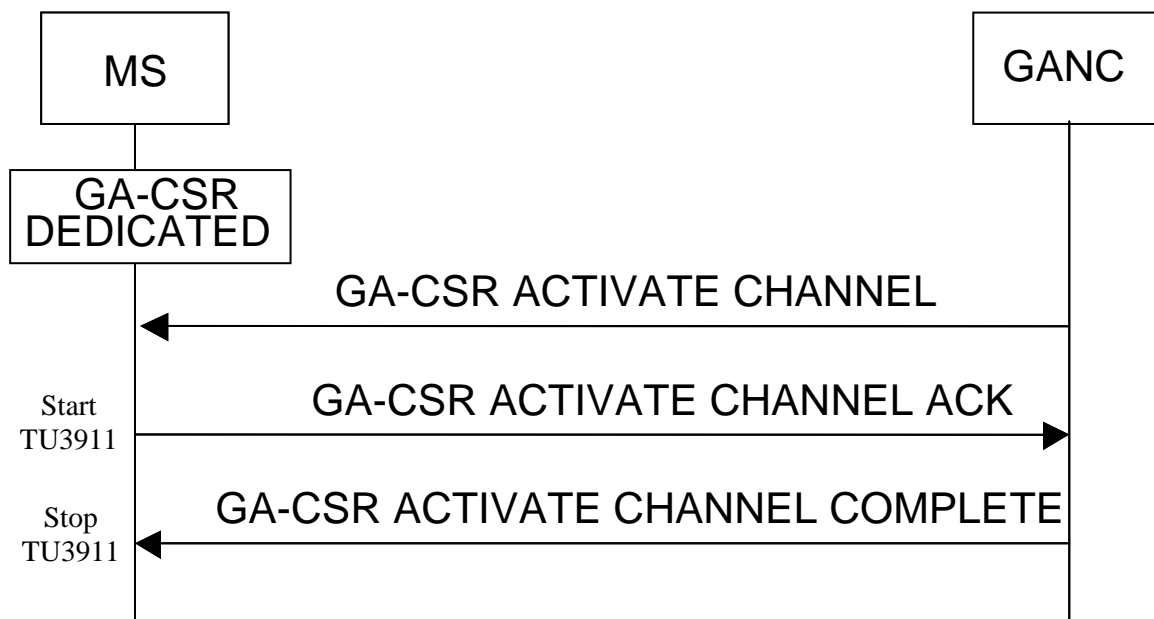 MS
GANC
GA-CSR
DEDICATED
GA-CSR ACTIVATE CHANNEL
Start
TU3911
GA-CSR ACTIVATE CHANNEL ACK
Stop
TU3911
GA-CSR ACTIVATE CHANNEL COMPLETE